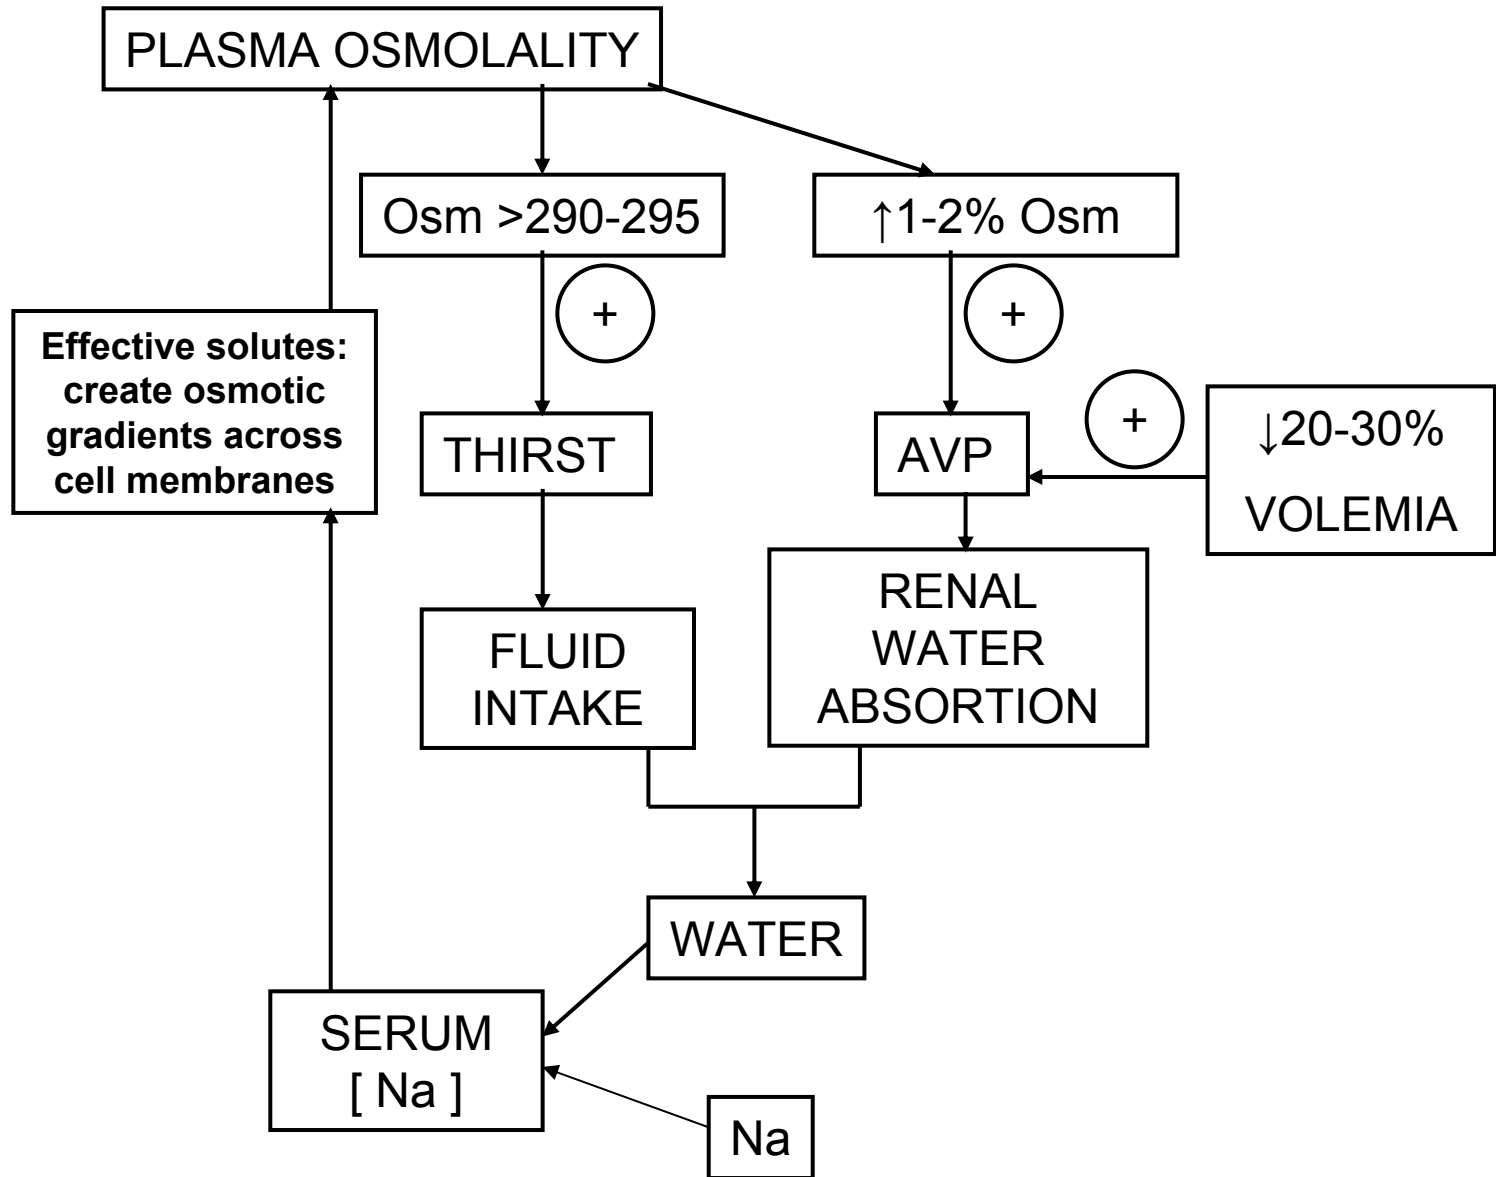 PLASMA OSMOLALITY
Osm >290-295
↑1-2% Osm
+
+
Effective solutes:
create osmotic
gradients across
cell membranes
THIRST
AVP
+
↓20-30%
VOLEMIA
FLUID
INTAKE
RENAL
WATER
ABSORTION
WATER
SERUM
[ Na ]
Na